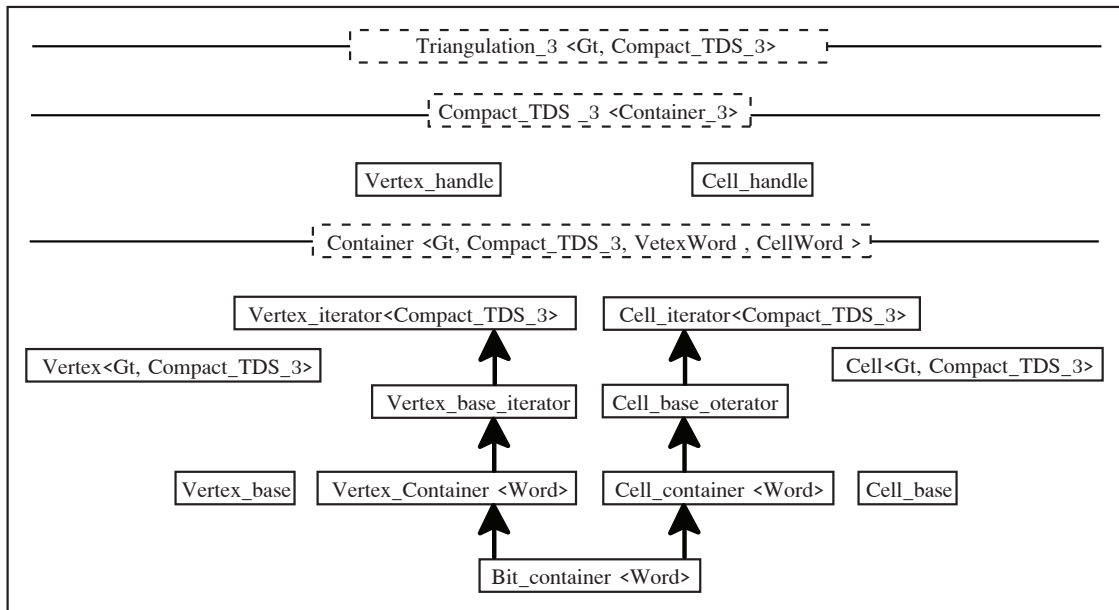 Triangulation_3 <Gt, Compact_TDS_3>
Compact_TDS _3 <Container_3>
Vertex_handle
Cell_handle
Container <Gt, Compact_TDS_3, VetexWord , CellWord >
Vertex_iterator<Compact_TDS_3>
Cell_iterator<Compact_TDS_3>
Vertex<Gt, Compact_TDS_3>
Cell<Gt, Compact_TDS_3>
Vertex_base_iterator
Cell_base_oterator
Vertex_base
Vertex_Container <Word>
Cell_container <Word>
Cell_base
Bit_container <Word>